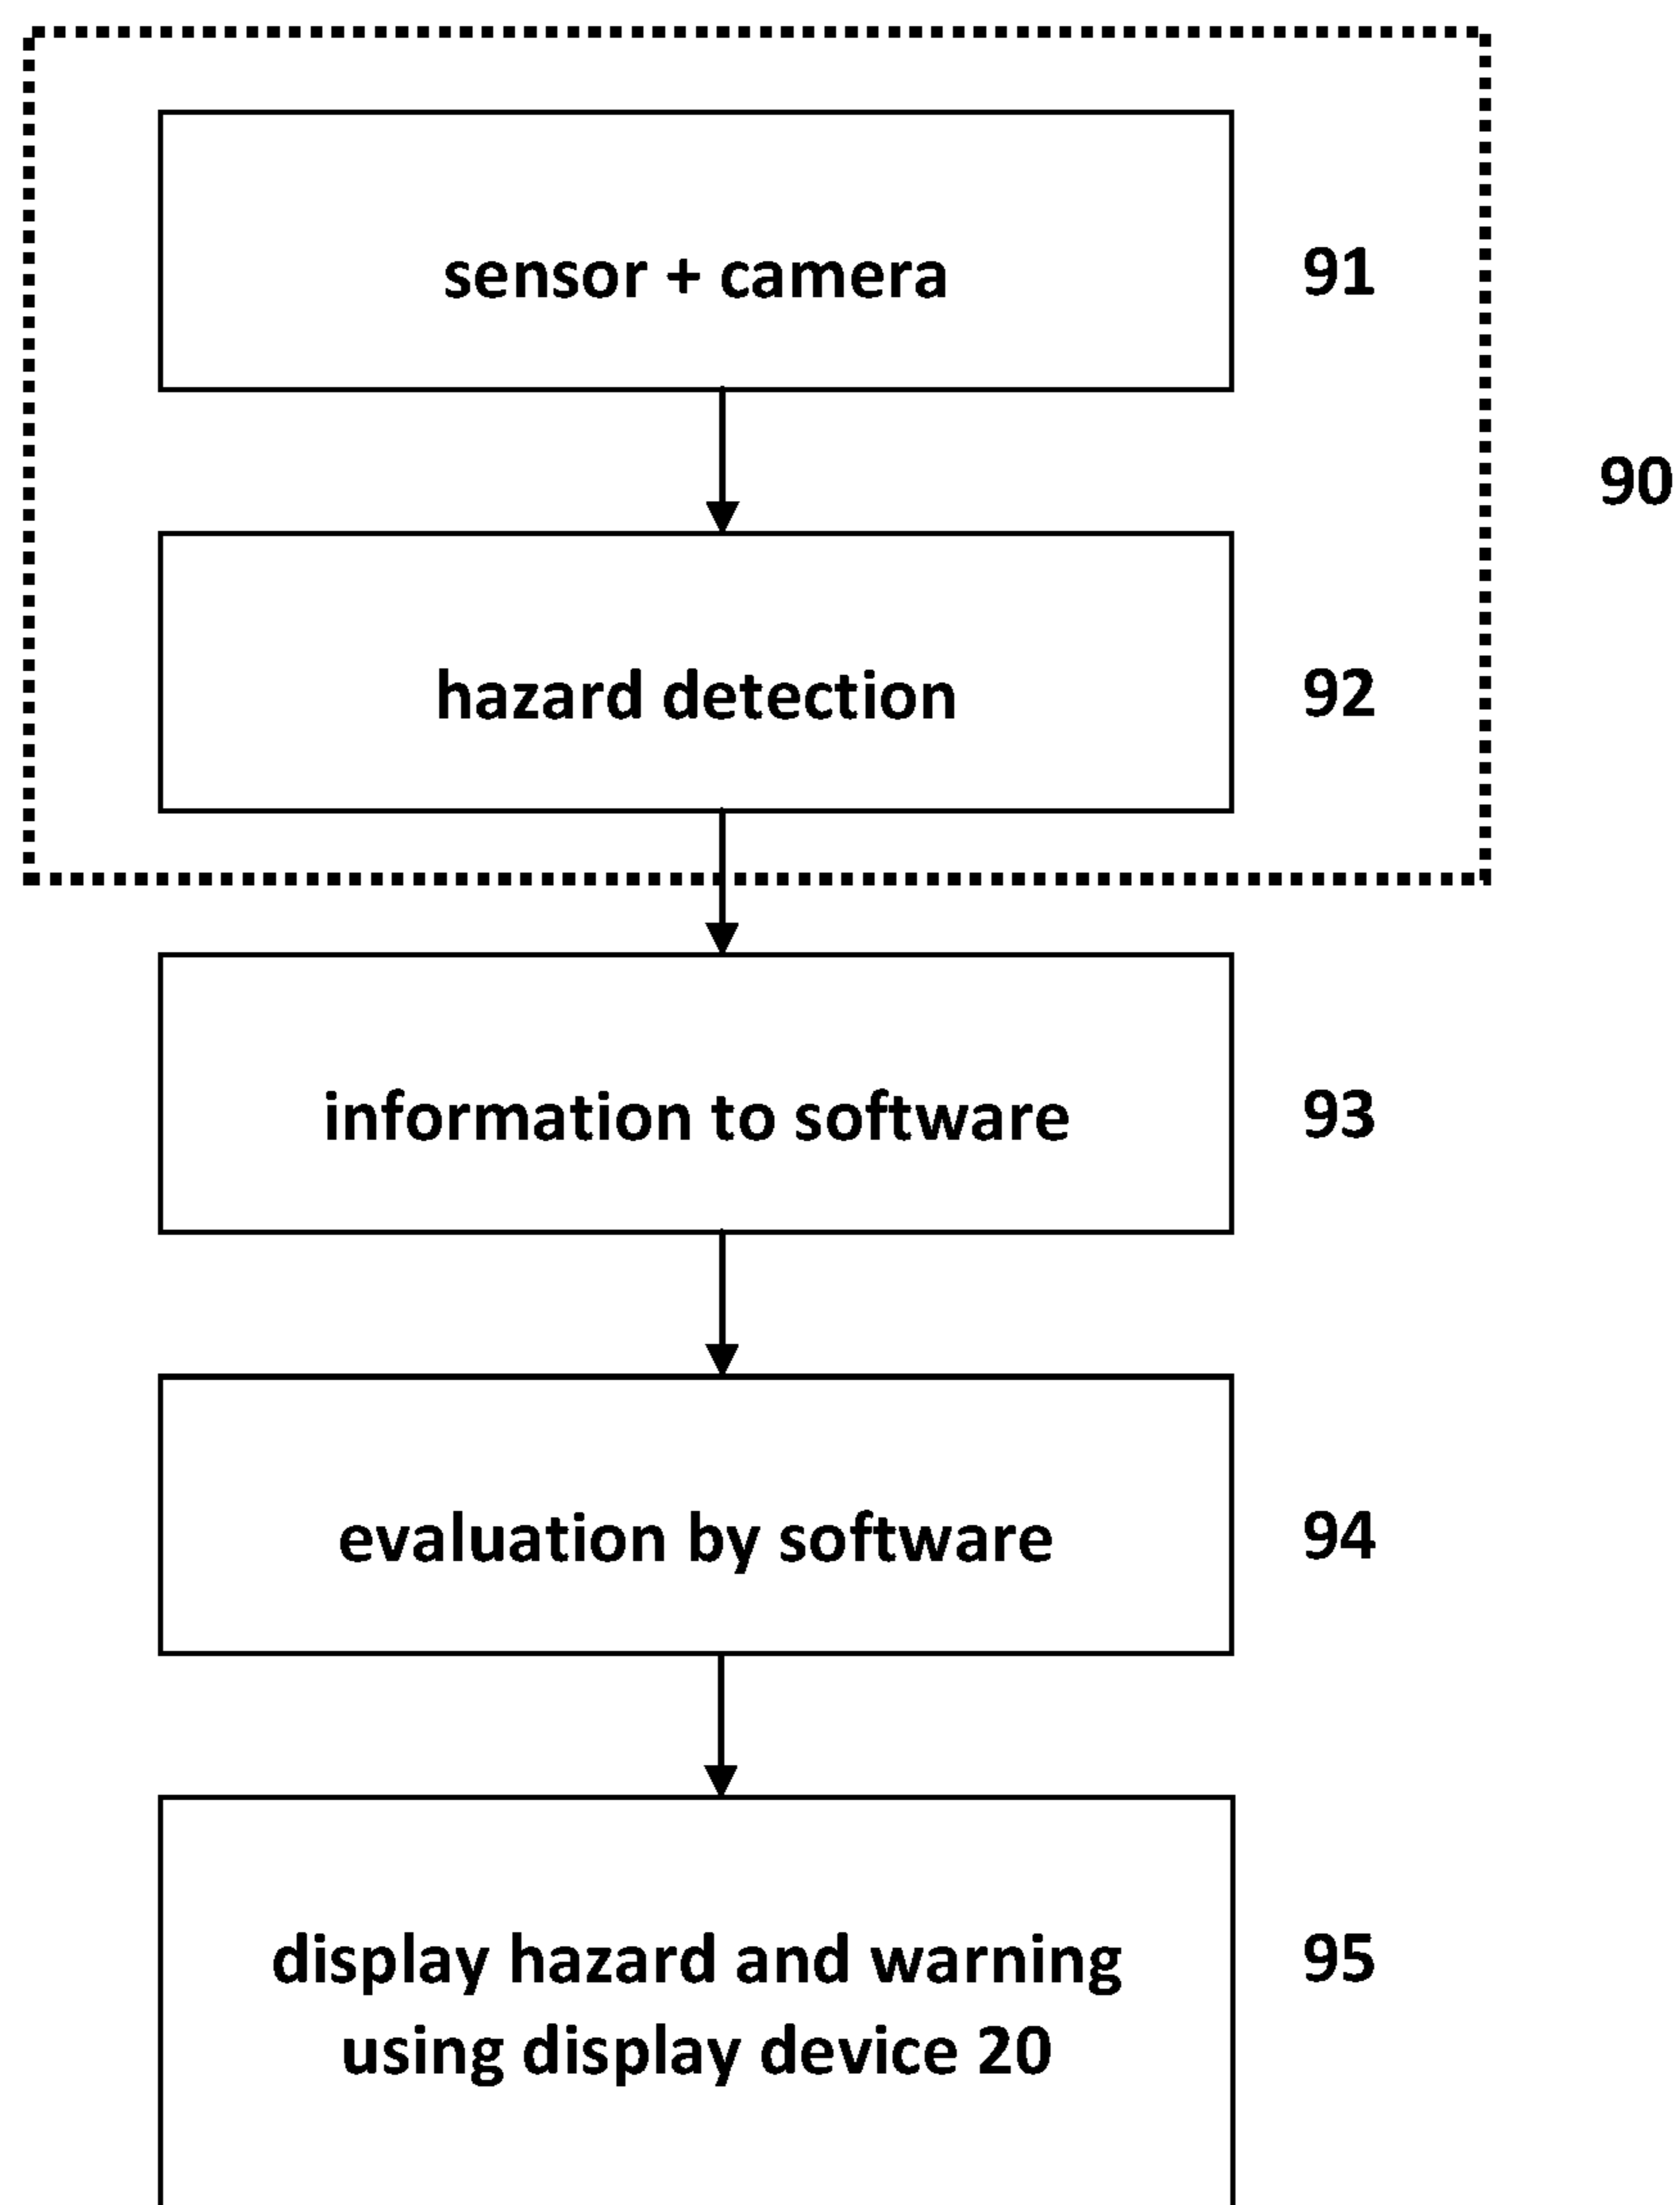 sensor + camera
91
90
hazard detection
92
information to software
93
evaluation by software
94
display hazard and warning
95
using display device 20